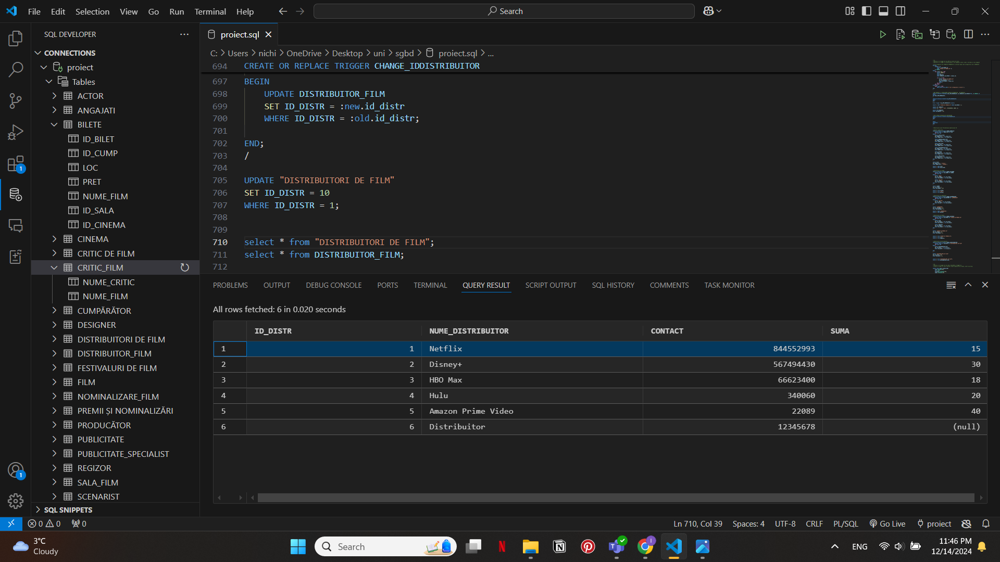 File Edit Selection View Go Run Terminal Help
Search
SQL DEVELOPER
CONNECTIONS
proiect
Tables
ACTOR
ANGAJATI
BILETE
ID_BILET
ID_CUMP
LOC
PRET
NUME_FILM
ID_SALA
ID_CINEMA
CINEMA
CRITIC DE FILM
CRITIC_FILM
NUME_CRITIC
NUME_FILM
CUMPĂRĂTOR
DESIGNER
DISTRIBUITORI DE FILM
DISTRIBUITOR_FILM
FESTIVALURI DE FILM
FILM
NOMINALIZARE_FILM
PREMII ȘI NOMINALIZĂRI
PRODUCĂTOR
PUBLICITATE
PUBLICITATE_SPECIALIST
REGIZOR
SALA_FILM
SCENARIST
SQL SNIPPETS
1
1
proiect.sql
C: > Users > nichi > OneDrive > Desktop > uni > sgbd > proiect.sql > ...
694 CREATE OR REPLACE TRIGGER CHANGE_IDDISTRIBUITOR
697 BEGIN
698 UPDATE DISTRIBUITOR_FILM
699 SET ID_DISTR = :new.id_distr
700 WHERE ID_DISTR = :old.id_distr;
701
702 END;
703 /
704
705 UPDATE "DISTRIBUITORI DE FILM"
706 SET ID_DISTR = 10
707 WHERE ID_DISTR = 1;
708
709
710 select * from "DISTRIBUITORI DE FILM";
711 select * from DISTRIBUITOR_FILM;
712
PROBLEMS OUTPUT DEBUG CONSOLE PORTS TERMINAL QUERY RESULT SCRIPT OUTPUT SQL HISTORY COMMENTS TASK MONITOR
All rows fetched: 6 in 0.020 seconds
ID_DISTR NUME_DISTRIBUITOR CONTACT SUMA
1 1 Netflix 844552993 15
2 2 Disney+ 567494430 30
3 3 HBO Max 66623400 18
4 4 Hulu 340060 20
5 5 Amazon Prime Video 22089 40
6 6 Distribuitor 12345678 (null)
0 0 0
Ln 710, Col 39 Spaces: 4 UTF-8 CRLF PL/SQL Go Live proiect
3°C
Cloudy
Search
ENG
11:46 PM
12/14/2024